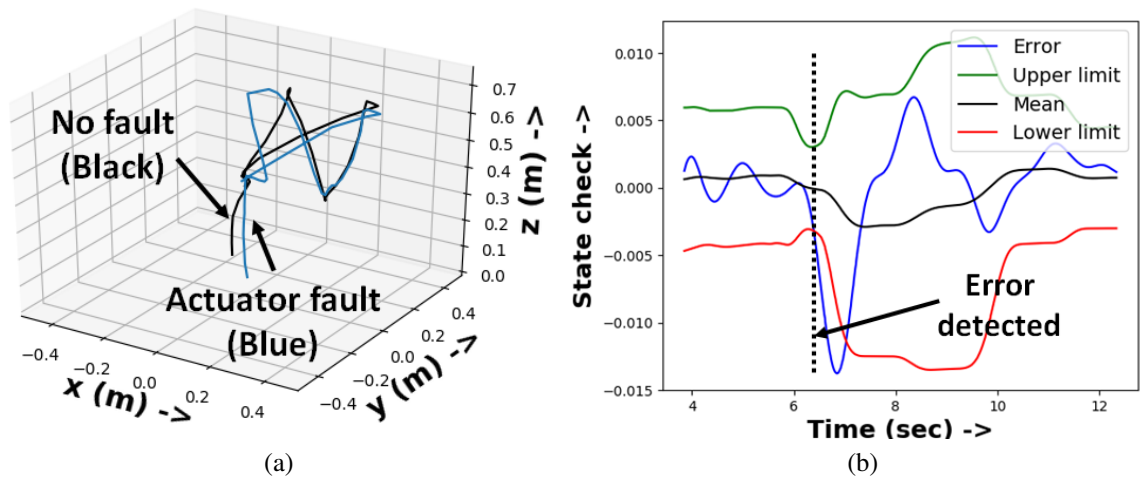 No fault
(Black)
Actuator fault
(Blue)
0.7
0.6
0.5
0.4
0.3
0.2
0.1
0.0
z (m) ->
−0.4
−0.2
0.0
0.2
0.4
x (m) ->
−0.4
−0.2
0.0
0.2
0.4
y (m) ->
(a)
Error
Upper limit
Mean
Lower limit
0.010
0.005
0.000
−0.005
−0.010
−0.015
State check ->
Error
detected
4
6
8
10
12
Time (sec) ->
(b)